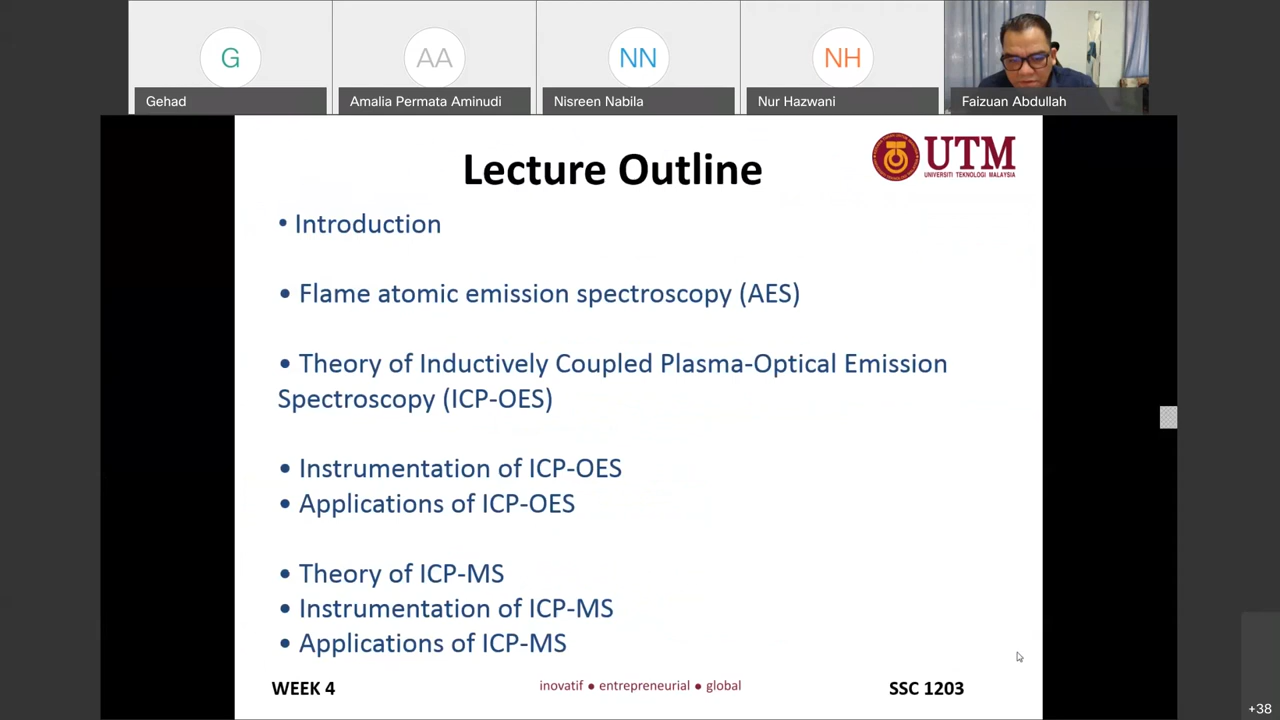 G
AA
NN
NH
Gehad
Amalia Permata Aminudi
Nisreen Nabila
Nur Hazwani
Faizuan Abdullah
Lecture Outline
UTM
UNIVERSITI TEKNOLOGI MALAYSIA
• Introduction
• Flame atomic emission spectroscopy (AES)
• Theory of Inductively Coupled Plasma-Optical Emission
Spectroscopy (ICP-OES)
• Instrumentation of ICP-OES
• Applications of ICP-OES
• Theory of ICP-MS
• Instrumentation of ICP-MS
• Applications of ICP-MS
WEEK 4
inovatif ● entrepreneurial ● global
SSC 1203
+38